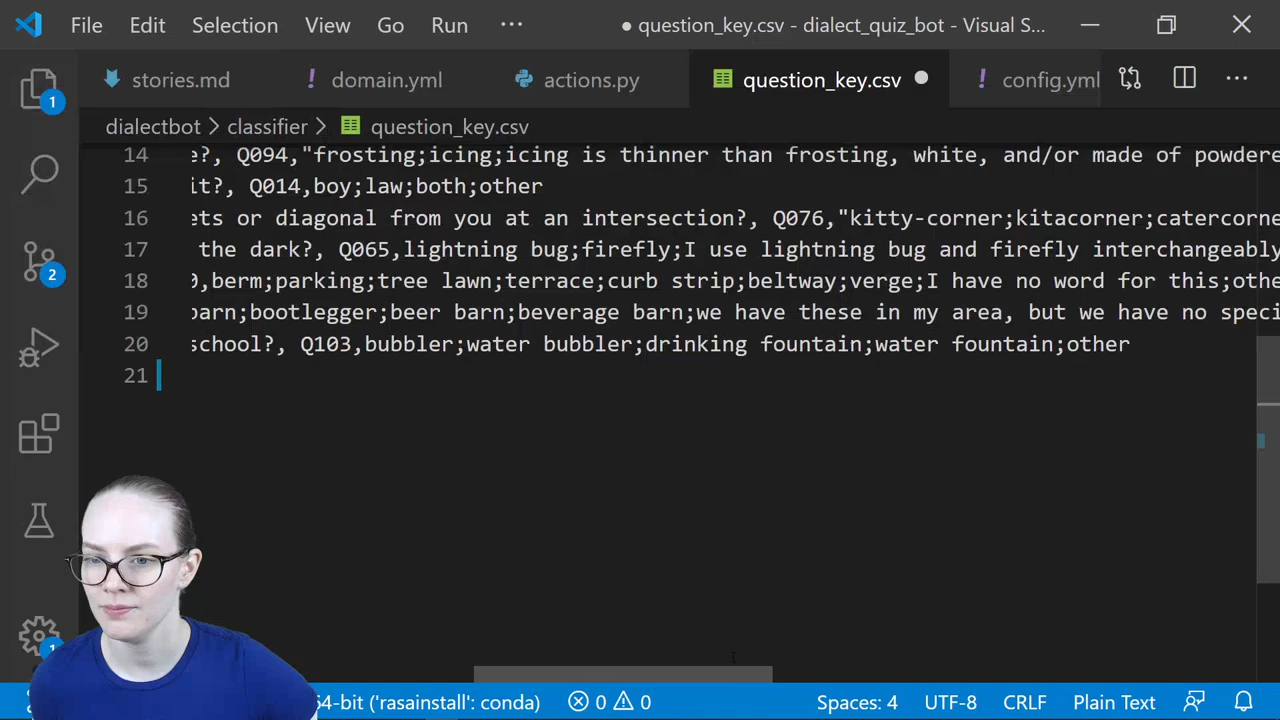 File Edit Selection View Go Run ··· ● question_key.csv - dialect_quiz_bot - Visual S...
stories.md ! domain.yml actions.py question_key.csv ● ! config.yml ···
dialectbot > classifier > question_key.csv
14 e?, Q094,"frosting;icing;icing is thinner than frosting, white, and/or made of powdere
15 it?, Q014,boy;law;both;other
16 ets or diagonal from you at an intersection?, Q076,"kitty-corner;kitacorner;catercorne
17 the dark?, Q065,lightning bug;firefly;I use lightning bug and firefly interchangeably
18 0,berm;parking;tree lawn;terrace;curb strip;beltway;verge;I have no word for this;othe
19 barn;bootlegger;beer barn;beverage barn;we have these in my area, but we have no speci
20 school?, Q103,bubbler;water bubbler;drinking fountain;water fountain;other
21
1
2
1
64-bit ('rasainstall': conda) 0 0 Spaces: 4 UTF-8 CRLF Plain Text